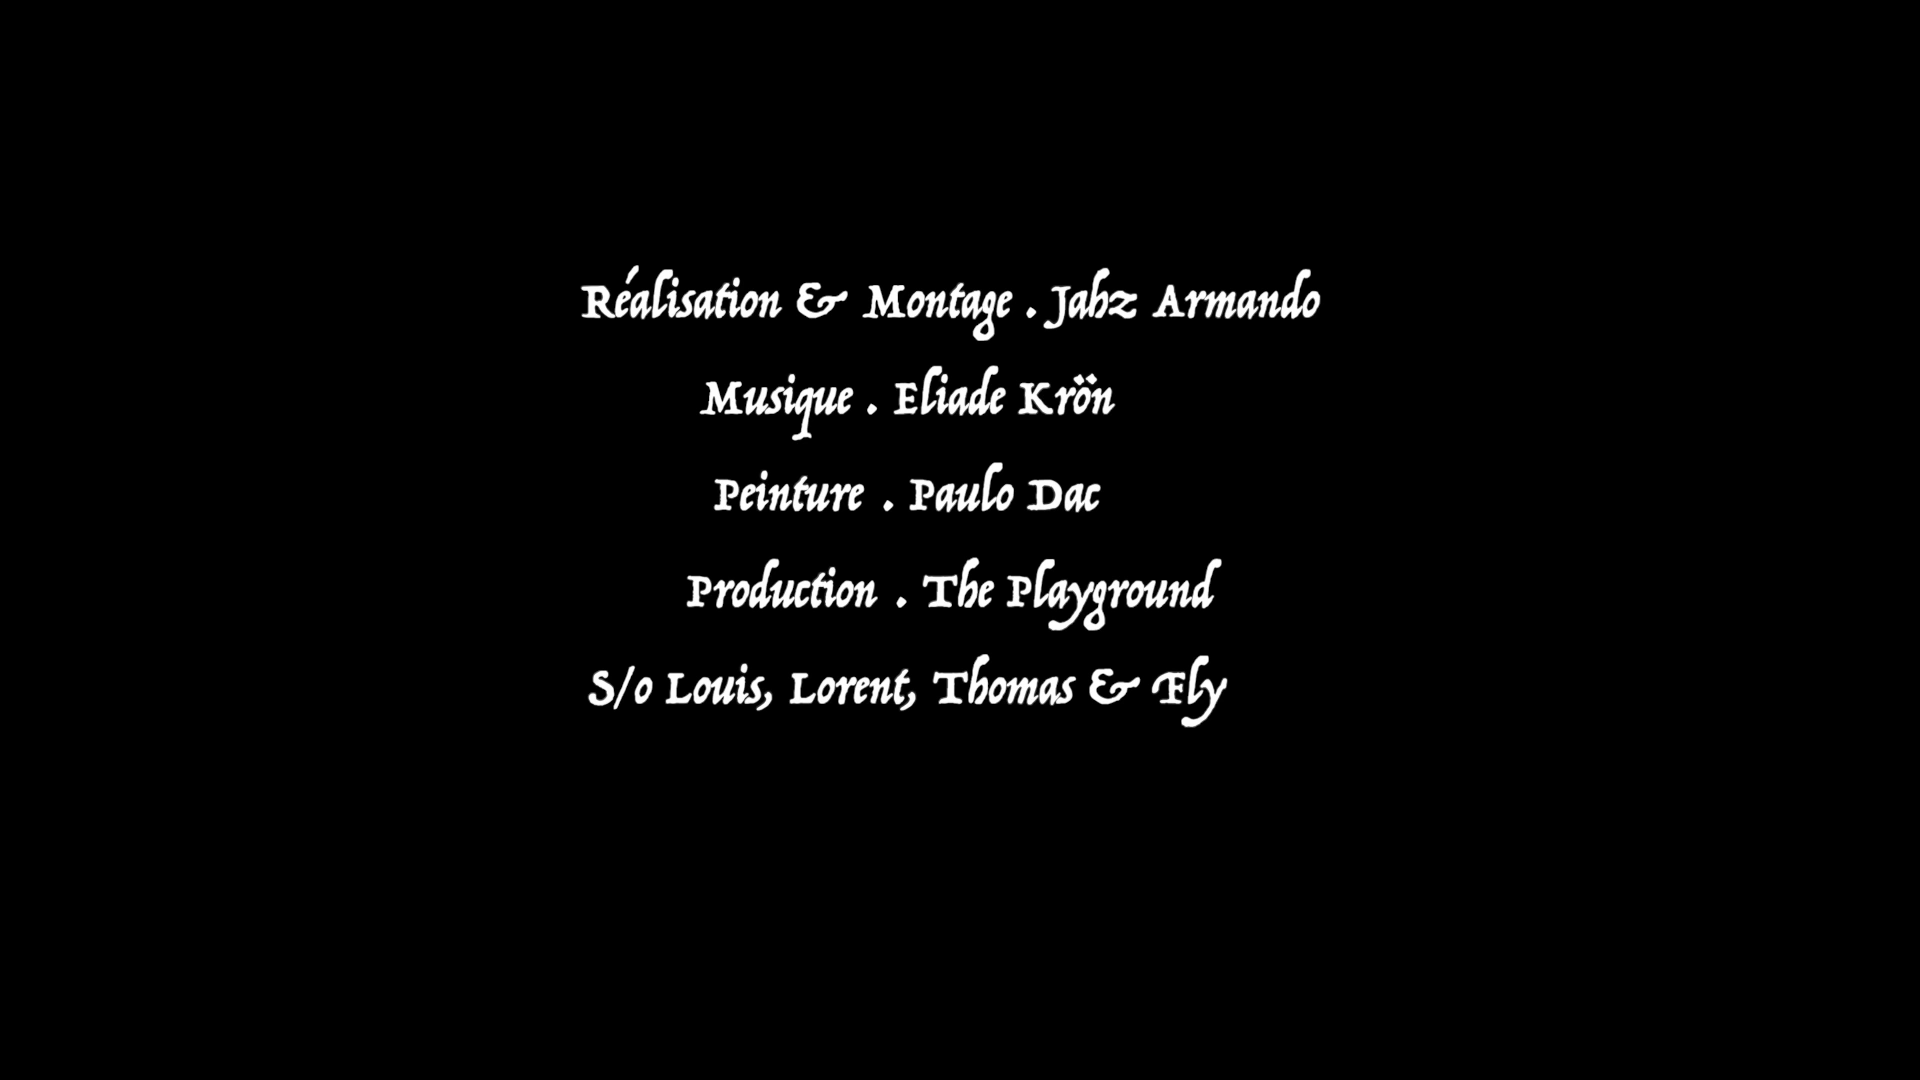 Réalisation & Montage . Jahz Armando
Musique . Eliade Krön
Peinture . Paulo Dac
Production . The Playground
S/o Louis, Lorent, Thomas & Fly